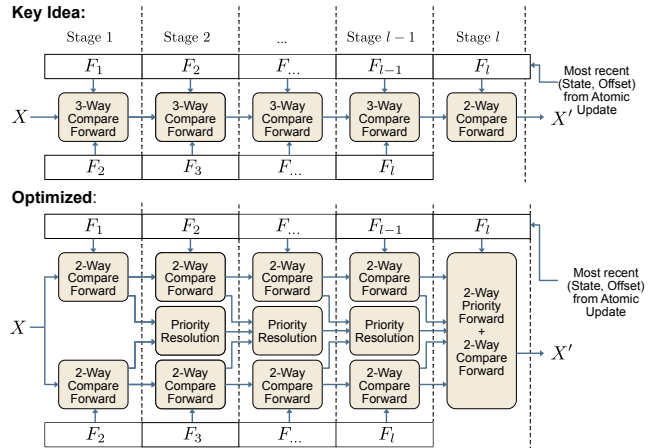 Key Idea:
Stage 1 Stage 2 ... Stage l − 1 Stage l
F1 F2 F... Fl−1 Fl
Most recent
(State, Offset)
from Atomic
Update
X
3-Way
Compare
Forward
3-Way
Compare
Forward
3-Way
Compare
Forward
3-Way
Compare
Forward
2-Way
Compare
Forward
X′
F2 F3 F... Fl
Optimized:
F1 F2 F... Fl−1 Fl
Most recent
(State, Offset)
from Atomic
Update
2-Way
Compare
Forward
2-Way
Compare
Forward
2-Way
Compare
Forward
2-Way
Compare
Forward
X
Priority
Resolution
Priority
Resolution
Priority
Resolution
2-Way
Priority
Forward
+
2-Way
Compare
Forward
X′
2-Way
Compare
Forward
2-Way
Compare
Forward
2-Way
Compare
Forward
2-Way
Compare
Forward
F2 F3 F... Fl